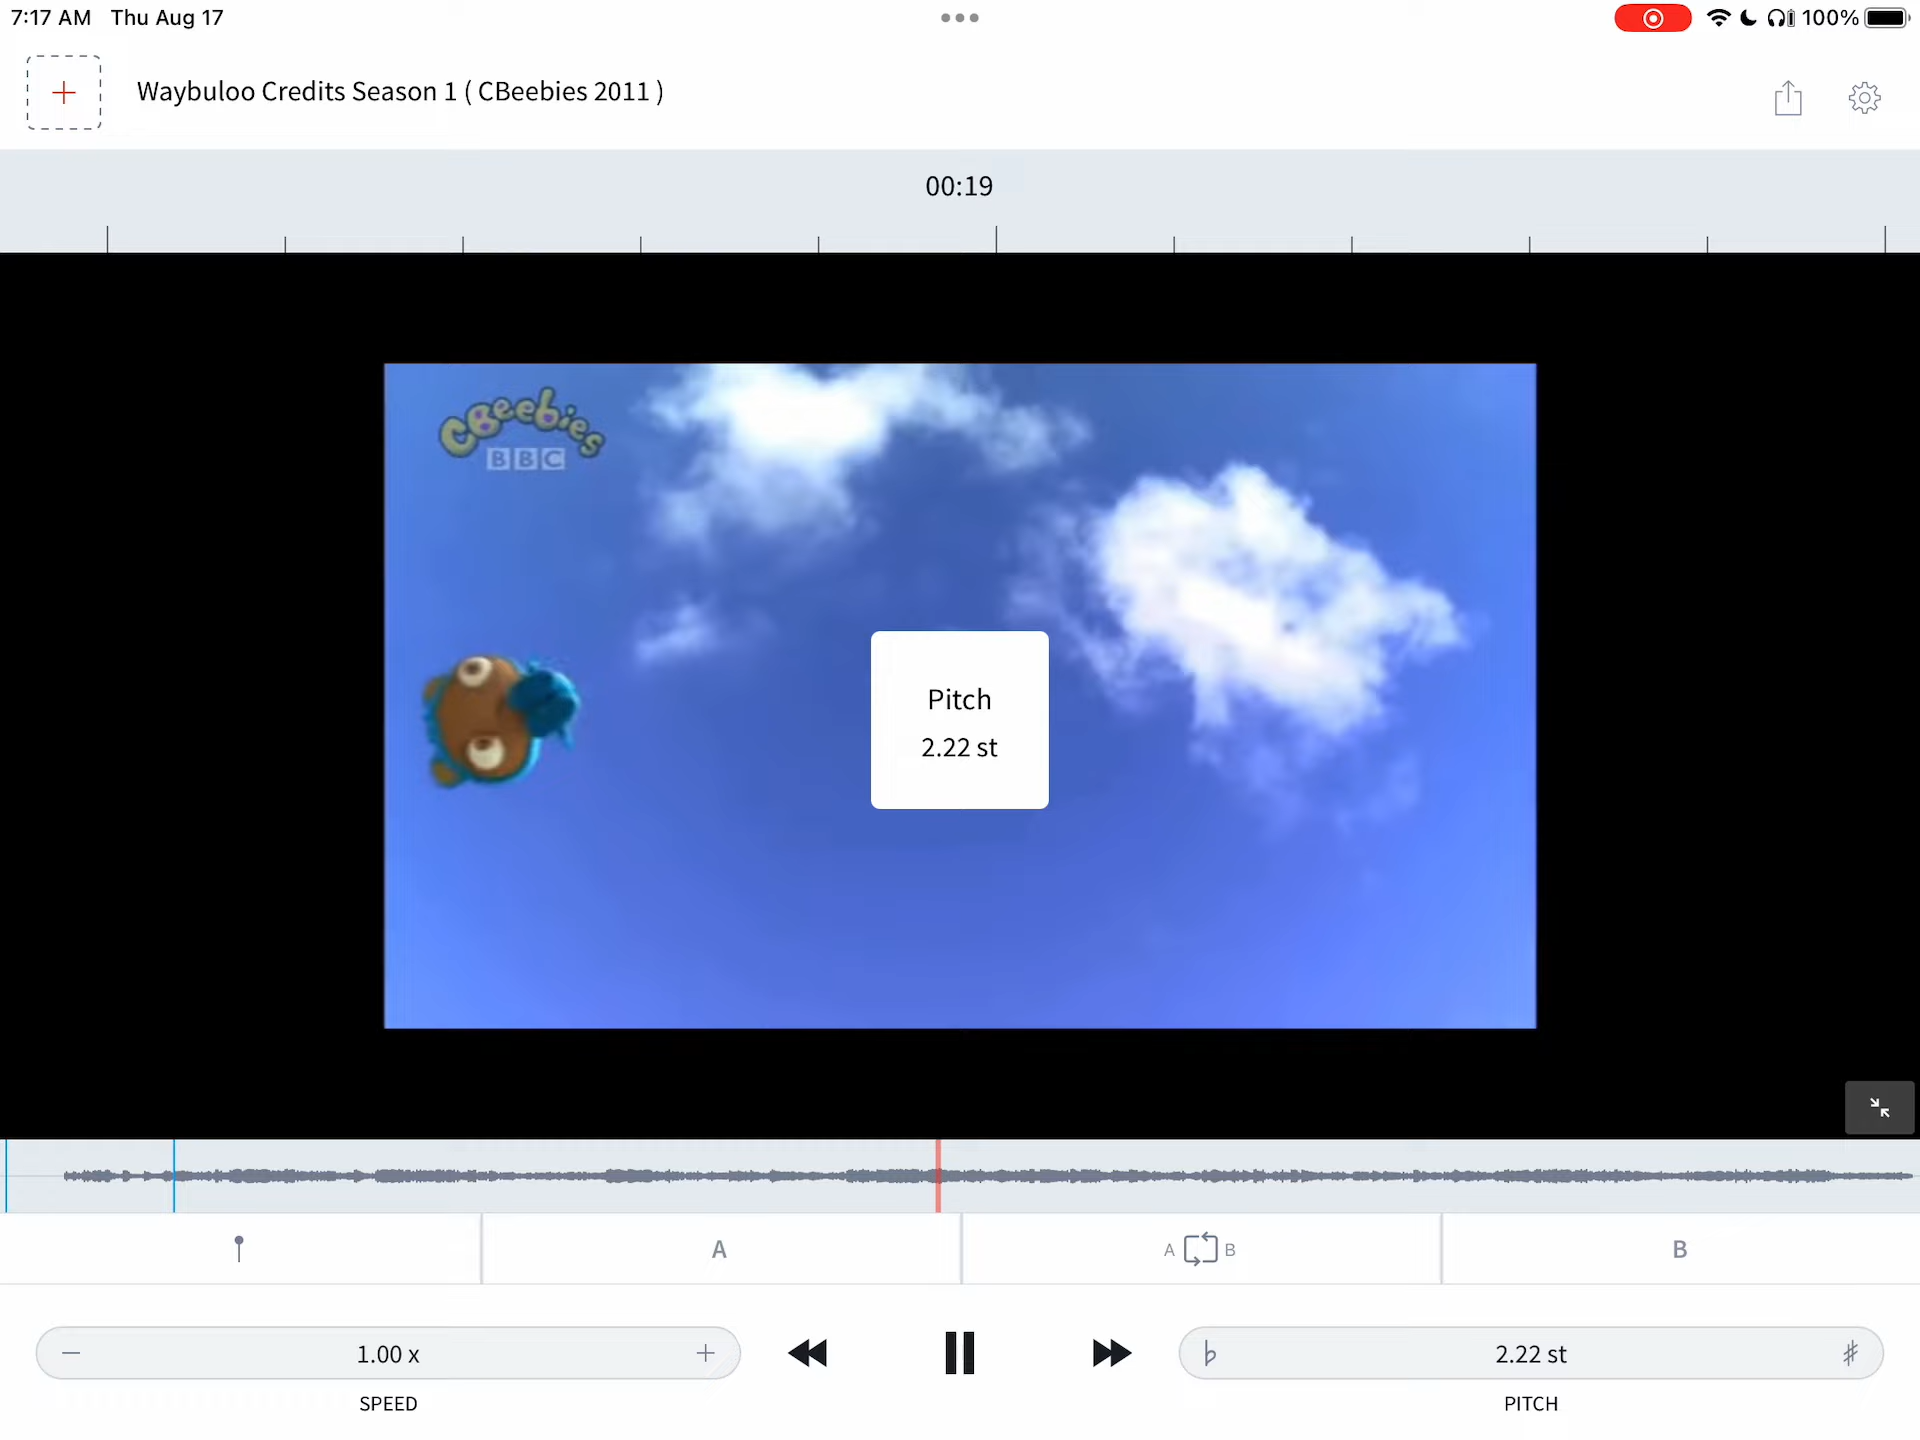 7:17 AM Thu Aug 17
100%
Waybuloo Credits Season 1 ( CBeebies 2011 )
00:19
CBeebies
BBC
Pitch
2.22 st
A
A B
B
1.00 x
2.22 st
SPEED
PITCH